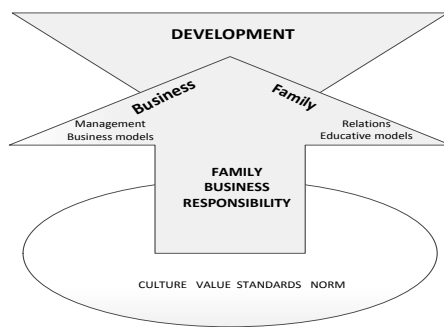 DEVELOPMENT
Business
Family
Management
Business models
Relations
Educative models
FAMILY
BUSINESS
RESPONSIBILITY
CULTURE VALUE STANDARDS NORM